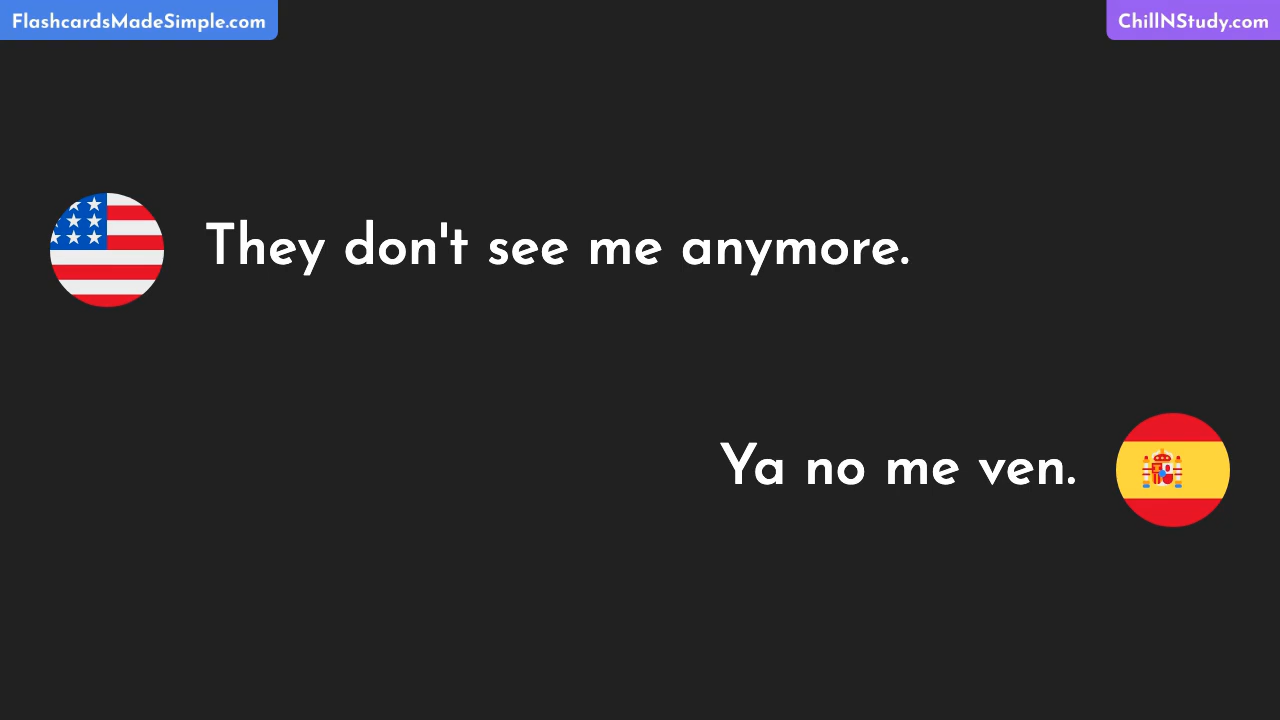 FlashcardsMadeSimple.com
ChillNStudy.com
They don't see me anymore.
Ya no me ven.